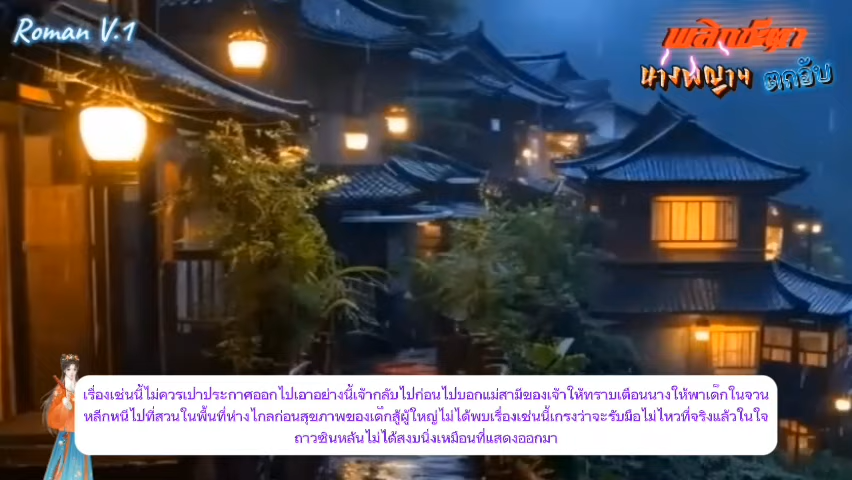 Roman V.1
พลิกชะตา
นางพญาฯ
ตกอับ
เรื่องเช่นนี้ไม่ควรเป่าประกาศออกไปเอาอย่างนี้เจ้ากลับไปก่อนไปบอกแม่สามีของเจ้าให้ทราบเตือนนางให้พาเด็กในจวน
หลีกหนีไปที่สวนในพื้นที่ห่างไกลก่อนสุขภาพของเด็กสู้ผู้ใหญ่ไม่ได้พบเรื่องเช่นนี้เกรงว่าจะรับมือไม่ไหวที่จริงแล้วในใจ
ถาวซินหลันไม่ได้สงบนิ่งเหมือนที่แสดงออกมา